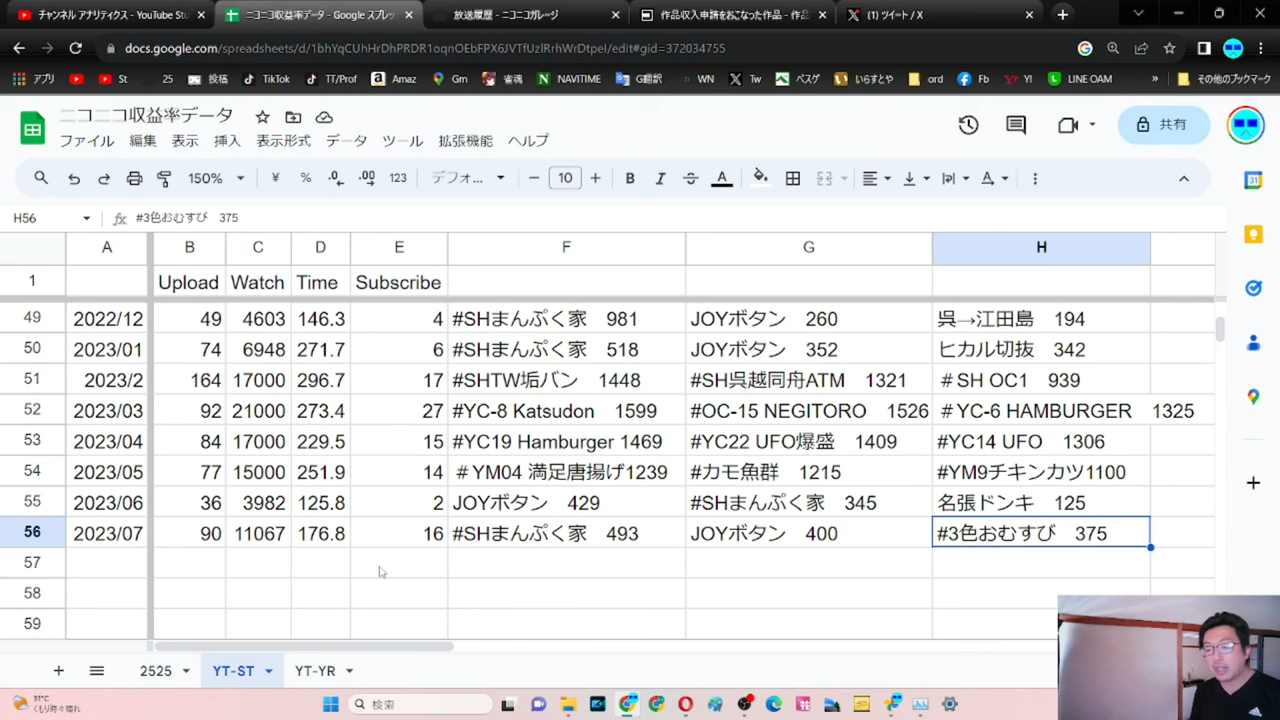 チャンネル アナリティクス - YouTube Stu
ニコニコ収益率データ - Google スプレッ
放送履歴 - ニコニコガレージ
作品収入申請をおこなった作品 - 作品
(1) ツイート / X
docs.google.com/spreadsheets/d/1bhYqCUhHrDhPRDR1oqnOEbFPX6JVTfUzlRrhWrDtpeI/edit#gid=372034755
アプリ St 25 投稿 TikTok TT/Prof Amaz Gm 雀魂 NAVITIME G翻訳 WN Tw ベスゲ いらすとや ord Fb YI LINE OAM » その他のブックマーク
ニコニコ収益率データ
ファイル 編集 表示 挿入 表示形式 データ ツール 拡張機能 ヘルプ
共有
150% ¥ % .0 .00 123 デフォ... 10 B I A
H56 fx #3色おむすび 375
A B C D E F G H
1 Upload Watch Time Subscribe
49 2022/12 49 4603 146.3 4 #SHまんぷく家 981 JOYボタン 260 呉→江田島 194
50 2023/01 74 6948 271.7 6 #SHまんぷく家 518 JOYボタン 352 ヒカル切抜 342
51 2023/2 164 17000 296.7 17 #SHTW垢バン 1448 #SH呉越同舟ATM 1321 ＃SH OC1 939
52 2023/03 92 21000 273.4 27 #YC-8 Katsudon 1599 #OC-15 NEGITORO 1526 ＃YC-6 HAMBURGER 1325
53 2023/04 84 17000 229.5 15 #YC19 Hamburger 1469 #YC22 UFO爆盛 1409 #YC14 UFO 1306
54 2023/05 77 15000 251.9 14 ＃YM04 満足唐揚げ1239 #カモ魚群 1215 #YM9チキンカツ1100
55 2023/06 36 3982 125.8 2 JOYボタン 429 #SHまんぷく家 345 名張ドンキ 125
56 2023/07 90 11067 176.8 16 #SHまんぷく家 493 JOYボタン 400 #3色おむすび 375
57
58
59
2525 YT-ST YT-YR
31°C
くもり時々晴れ
検索